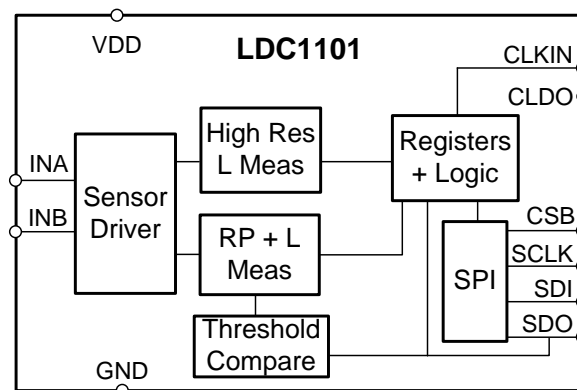 VDD
LDC1101
CLKIN
CLDO
High Res
L Meas
Registers
+ Logic
INA
INB
Sensor
Driver
RP + L
Meas
CSB
SCLK
SPI
SDI
SDO
Threshold
Compare
GND